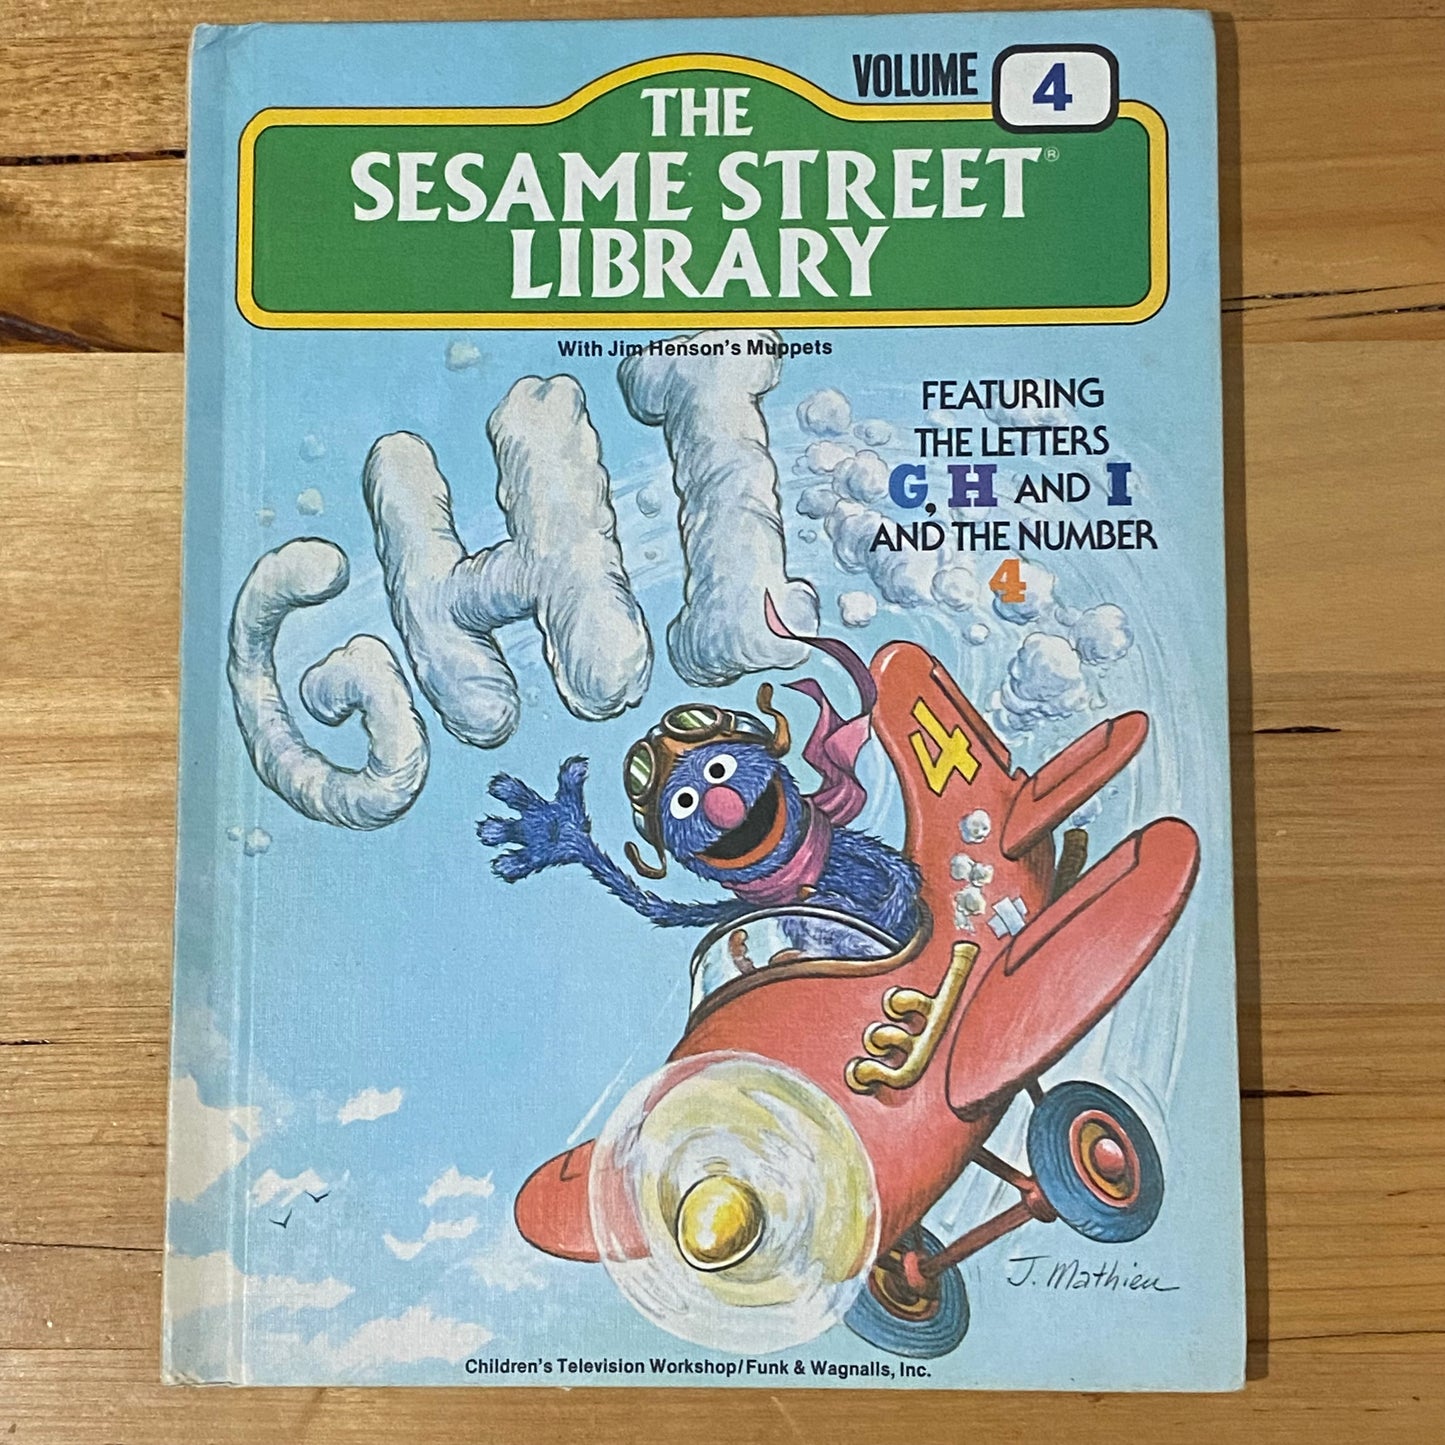 VOLUME 4
THE
SESAME STREET®
LIBRARY
With Jim Henson's Muppets
GHI
FEATURING
THE LETTERS
G, H AND I
AND THE NUMBER
4
4
J. Mathieu
Children's Television Workshop/Funk & Wagnalls, Inc.